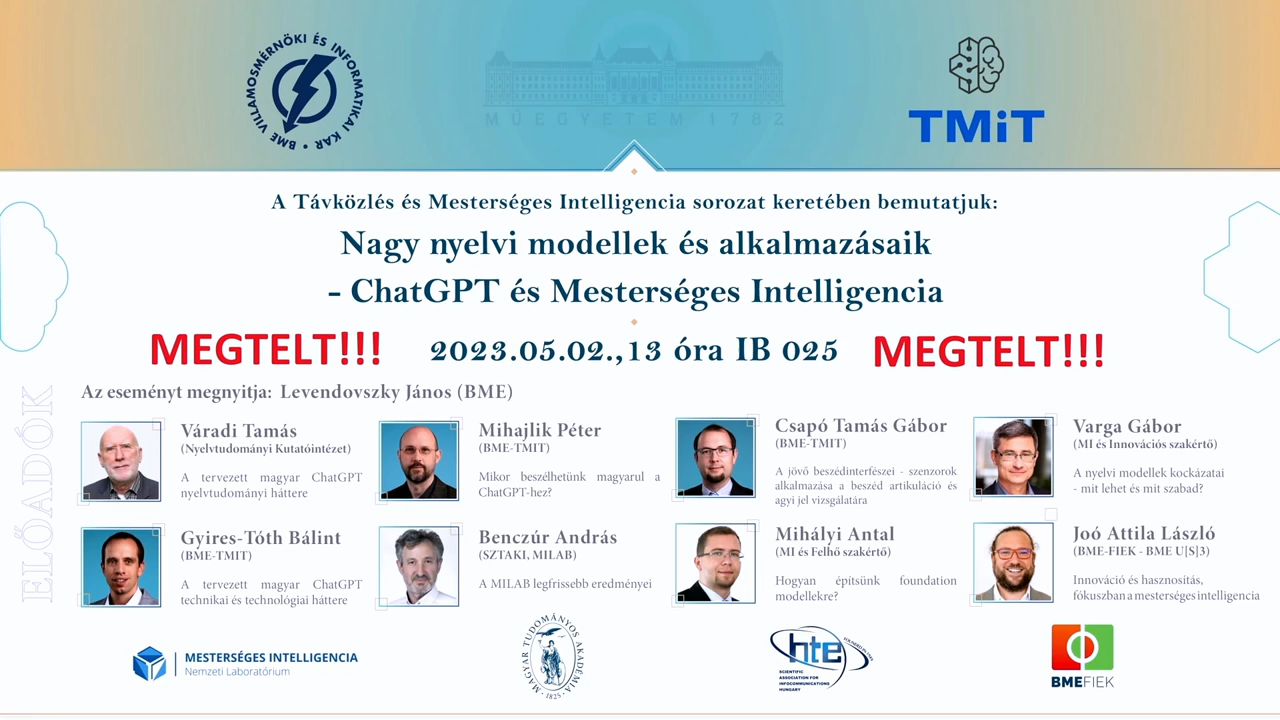 BME VILLAMOSMÉRNÖKI ÉS INFORMATIKAI KAR
MŰEGYETEM 1782
TMiT
A Távközlés és Mesterséges Intelligencia sorozat keretében bemutatjuk:
Nagy nyelvi modellek és alkalmazásaik
- ChatGPT és Mesterséges Intelligencia
MEGTELT!!! 2023.05.02.,13 óra IB 025 MEGTELT!!!
Az eseményt megnyitja: Levendovszky János (BME)
ELŐADÓK
Váradi Tamás
(Nyelvtudományi Kutatóintézet)
A tervezett magyar ChatGPT
nyelvtudományi háttere
Mihajlik Péter
(BME-TMIT)
Mikor beszélhetünk magyarul a
ChatGPT-hez?
Csapó Tamás Gábor
(BME-TMIT)
A jövő beszédinterfészei - szenzorok
alkalmazása a beszéd artikuláció és
agyi jel vizsgálatára
Varga Gábor
(MI és Innovációs szakértő)
A nyelvi modellek kockázatai
- mit lehet és mit szabad?
Gyires-Tóth Bálint
(BME-TMIT)
A tervezett magyar ChatGPT
technikai és technológiai háttere
Benczúr András
(SZTAKI, MILAB)
A MILAB legfrissebb eredményei
Mihályi Antal
(MI és Felhő szakértő)
Hogyan építsünk foundation
modellekre?
Joó Attila László
(BME-FIEK - BME U[S]3)
Innováció és hasznosítás,
fókuszban a mesterséges intelligencia
MESTERSÉGES INTELLIGENCIA
Nemzeti Laboratórium
MAGYAR TUDOMÁNYOS AKADÉMIA
1825
hte
SCIENTIFIC
ASSOCIATION FOR
INFOCOMMUNICATIONS
HUNGARY
BMEFIEK